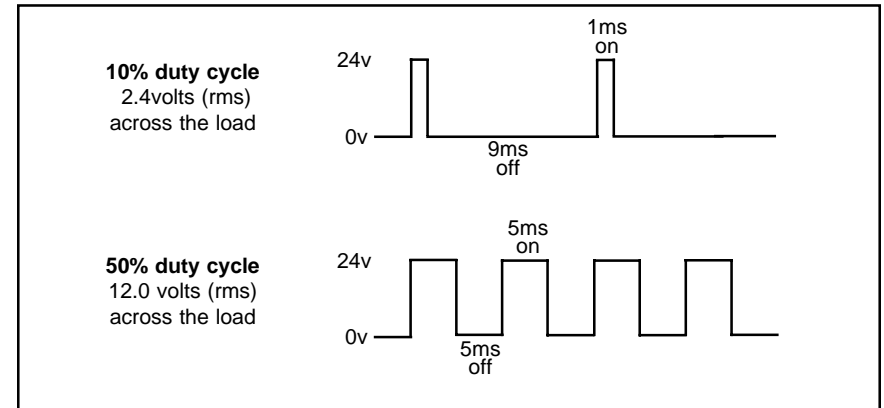 10% duty cycle
2.4volts (rms)
across the load
24v
0v
1ms
on
9ms
off
50% duty cycle
12.0 volts (rms)
across the load
24v
0v
5ms
on
5ms
off